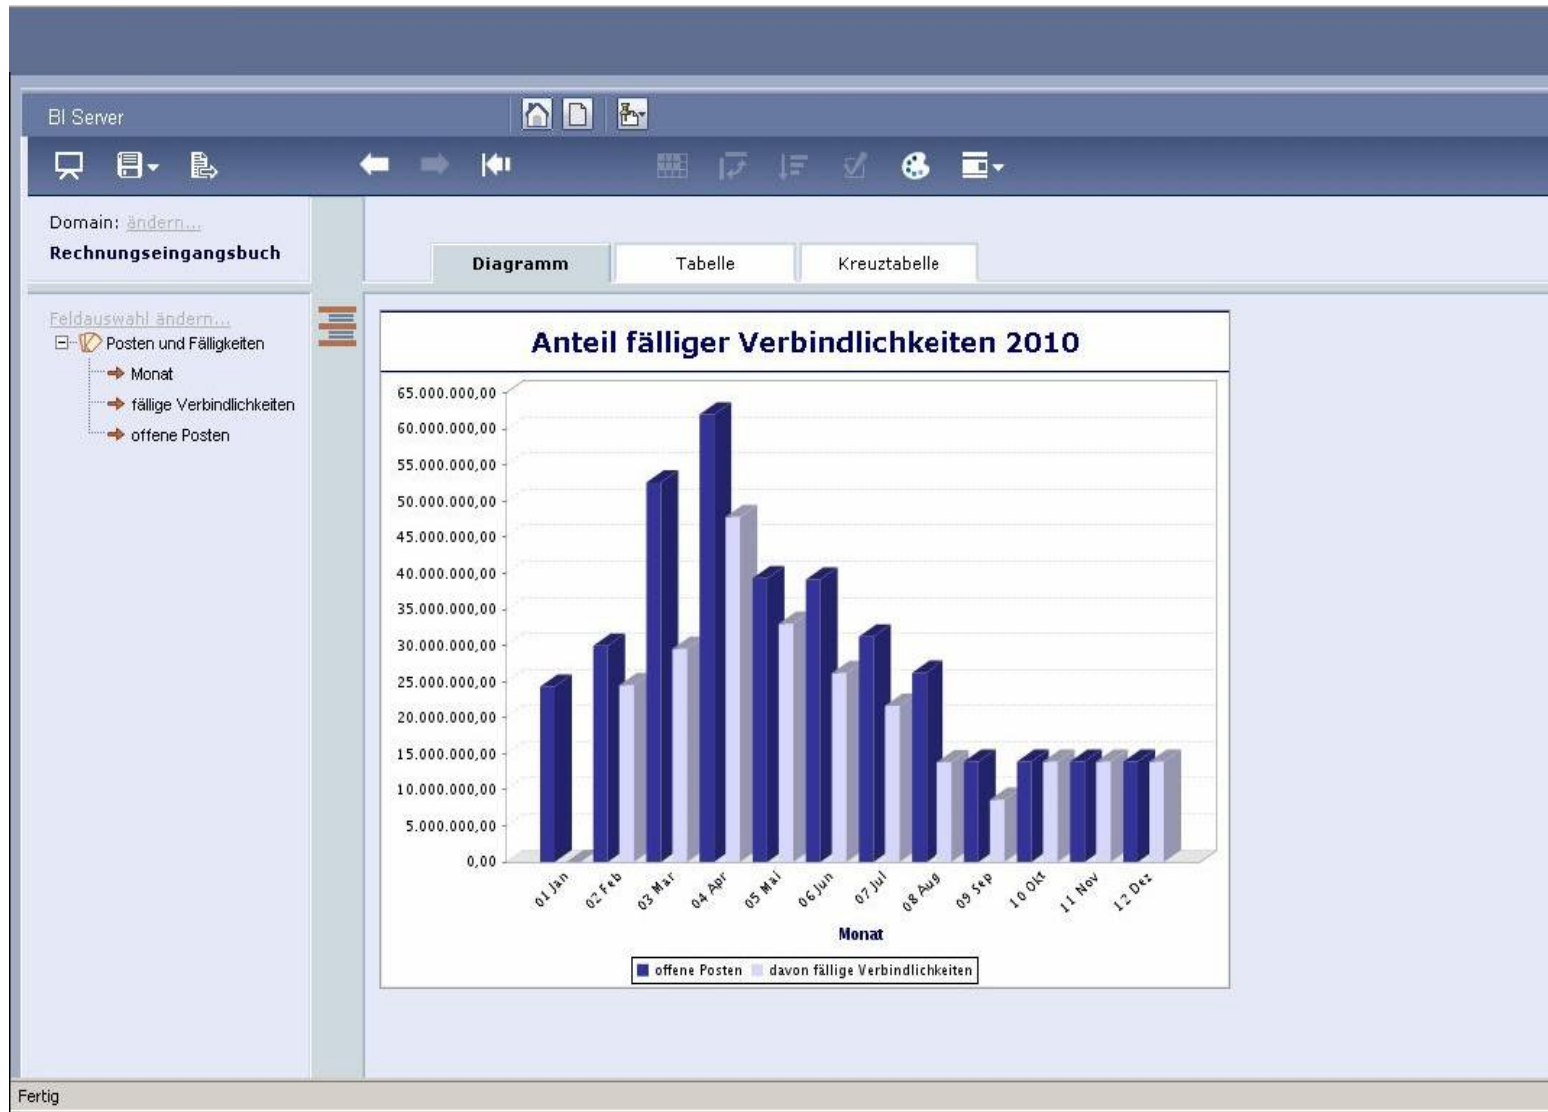 BI Server
Domain: ändern...
Rechnungseingangsbuch
Diagramm
Tabelle
Kreuztabelle
Feldauswahl ändern...
Posten und Fälligkeiten
Monat
fällige Verbindlichkeiten
offene Posten
Anteil fälliger Verbindlichkeiten 2010
65.000.000,00
60.000.000,00
55.000.000,00
50.000.000,00
45.000.000,00
40.000.000,00
35.000.000,00
30.000.000,00
25.000.000,00
20.000.000,00
15.000.000,00
10.000.000,00
5.000.000,00
0,00
01 Jan
02 Feb
03 Mar
04 Apr
05 Mai
06 Jun
07 Jul
08 Aug
09 Sep
10 Okt
11 Nov
12 Dez
Monat
offene Posten davon fällige Verbindlichkeiten
Fertig